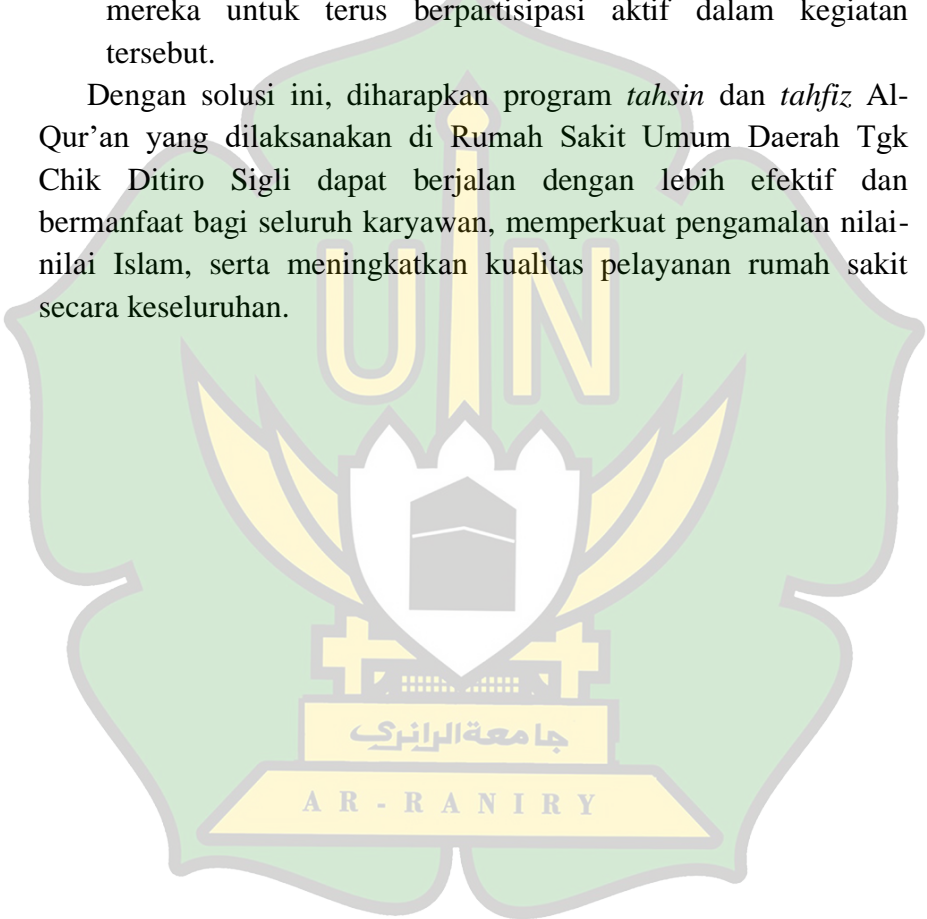 mereka untuk terus berpartisipasi aktif dalam kegiatan
tersebut.
Dengan solusi ini, diharapkan program tahsin dan tahfiz Al-
Qur’an yang dilaksanakan di Rumah Sakit Umum Daerah Tgk
Chik Ditiro Sigli dapat berjalan dengan lebih efektif dan
bermanfaat bagi seluruh karyawan, memperkuat pengamalan nilai-
nilai Islam, serta meningkatkan kualitas pelayanan rumah sakit
secara keseluruhan.
UIN
جامعة الرانري
AR-RANIRY